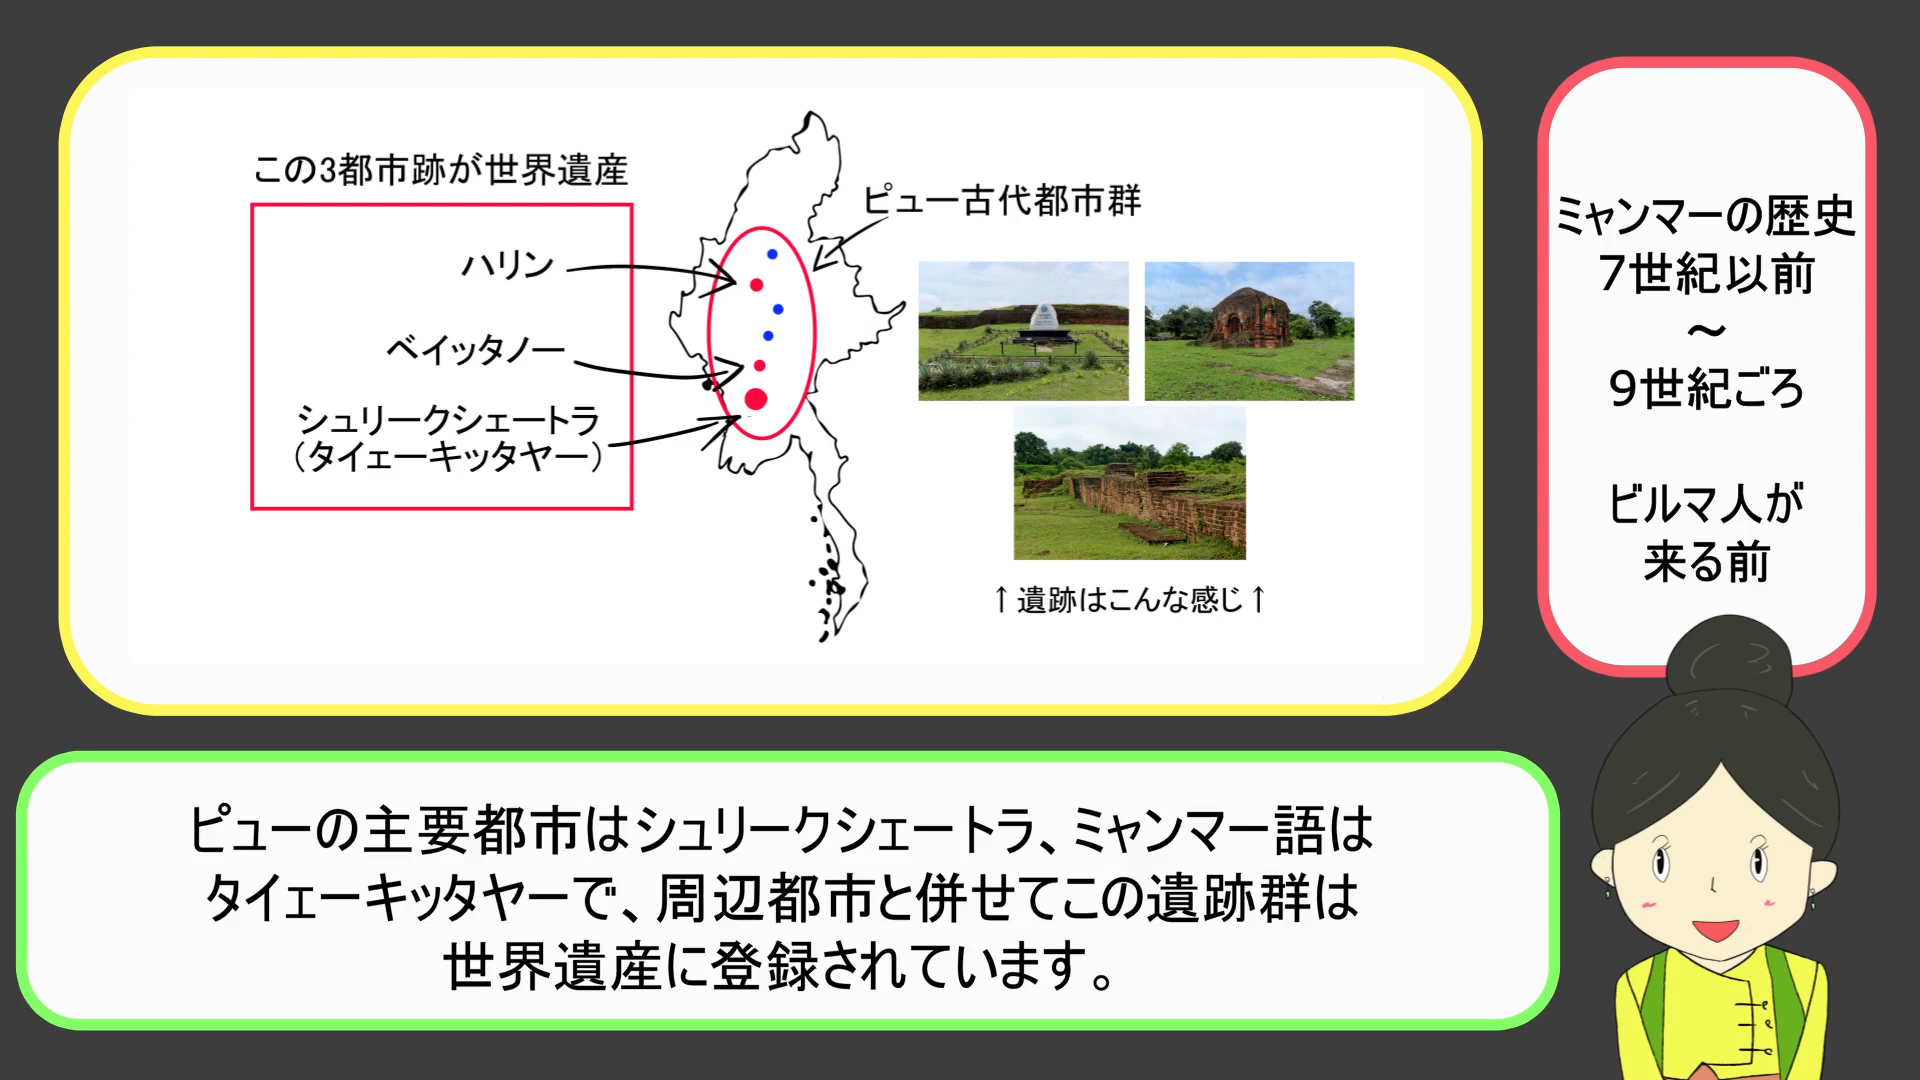 この3都市跡が世界遺産
ハリン
ベイッタノー
シュリークシェートラ
（タイェーキッタヤー）
ピュー古代都市群
↑遺跡はこんな感じ↑
ミャンマーの歴史
7世紀以前
～
9世紀ごろ
ビルマ人が
来る前
ピューの主要都市はシュリークシェートラ、ミャンマー語は
タイェーキッタヤーで、周辺都市と併せてこの遺跡群は
世界遺産に登録されています。